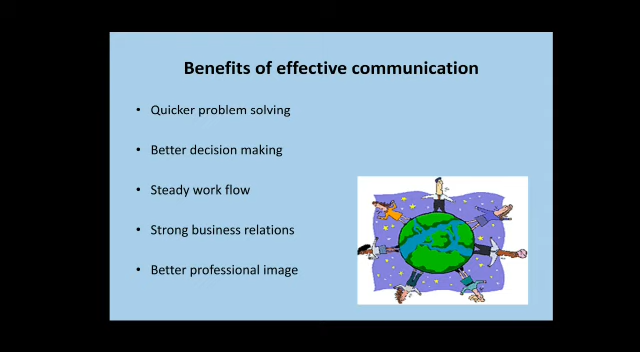 Benefits of effective communication
• Quicker problem solving
• Better decision making
• Steady work flow
• Strong business relations
• Better professional image